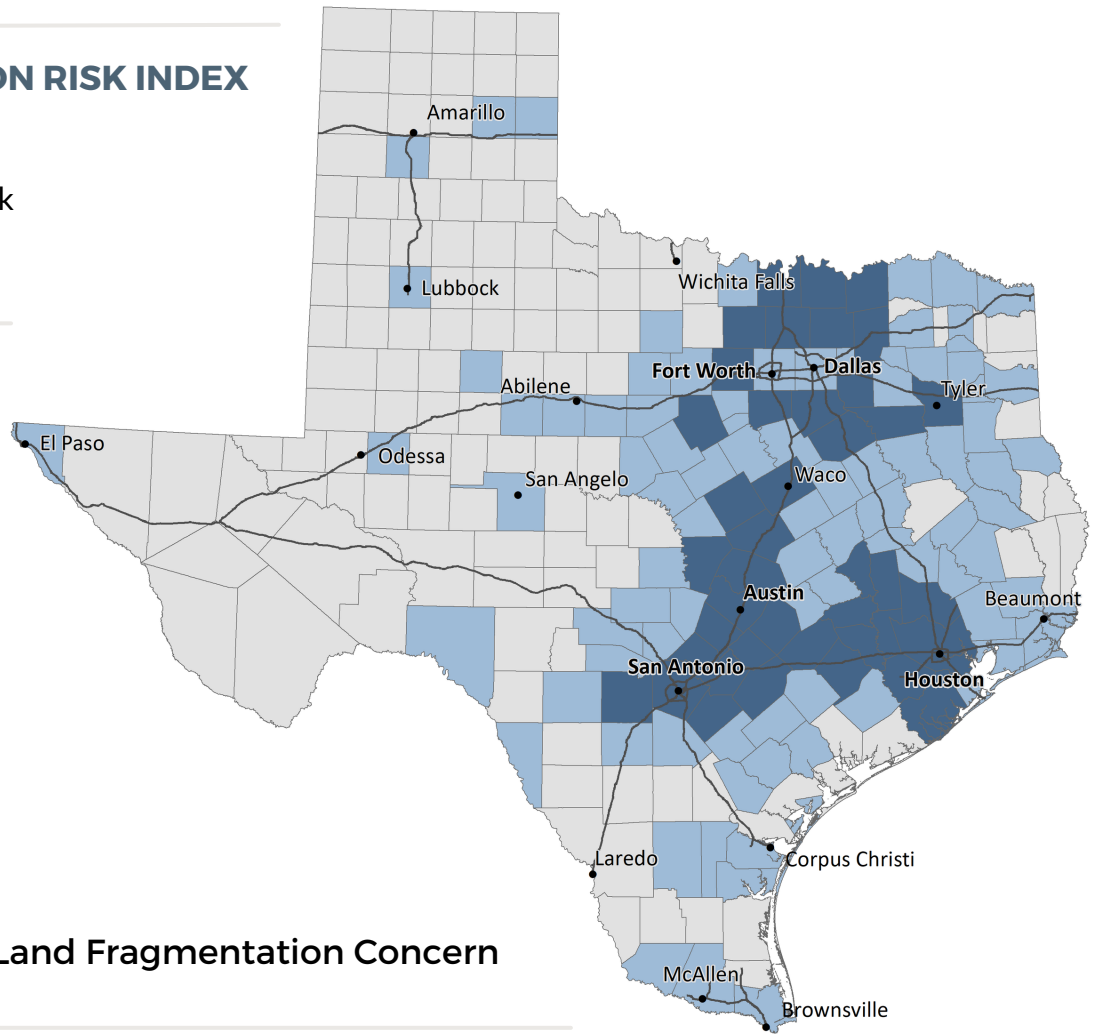 ON RISK INDEX
k
Amarillo
Lubbock
Wichita Falls
Fort Worth
Dallas
Abilene
Tyler
El Paso
Odessa
San Angelo
Waco
Austin
Beaumont
San Antonio
Houston
Laredo
Corpus Christi
Land Fragmentation Concern
McAllen
Brownsville